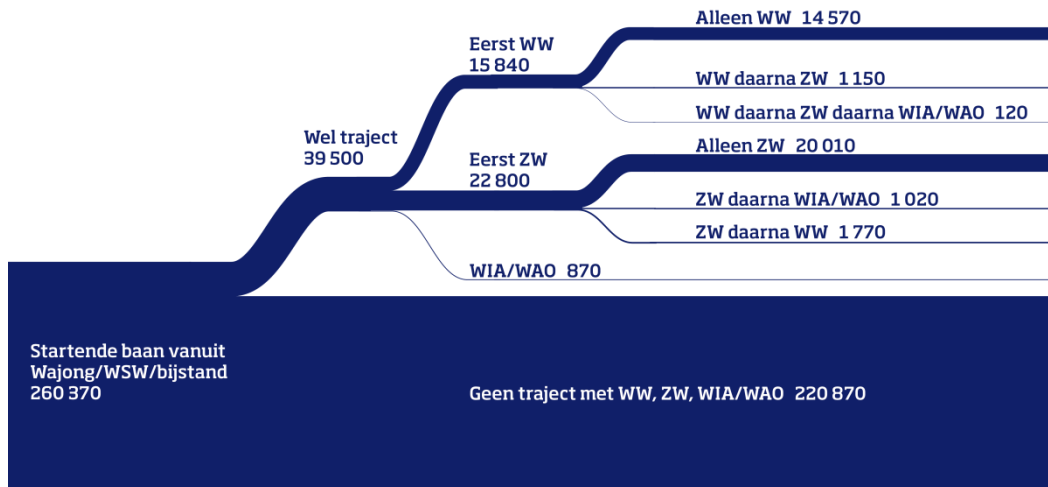 Alleen WW 14 570
Eerst WW
15 840
WW daarna ZW 1 150
WW daarna ZW daarna WIA/WAO 120
Wel traject
39 500
Alleen ZW 20 010
Eerst ZW
22 800
ZW daarna WIA/WAO 1 020
ZW daarna WW 1 770
WIA/WAO 870
Startende baan vanuit
Wajong/WSW/bijstand
260 370
Geen traject met WW, ZW, WIA/WAO 220 870